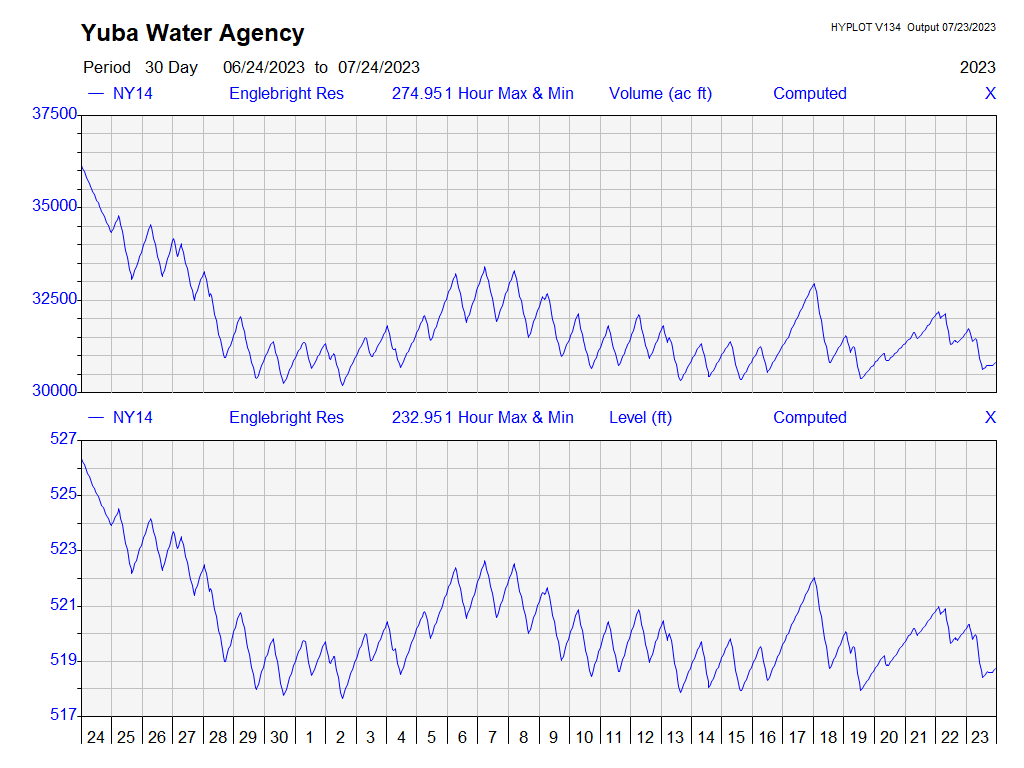 Yuba Water Agency
HYPLOT V134 Output 07/23/2023
Period 30 Day 06/24/2023 to 07/24/2023 2023
— NY14 Englebright Res 274.951 Hour Max & Min Volume (ac ft) Computed X
37500
35000
32500
30000
— NY14 Englebright Res 232.951 Hour Max & Min Level (ft) Computed X
527
525
523
521
519
517
24 25 26 27 28 29 30 1 2 3 4 5 6 7 8 9 10 11 12 13 14 15 16 17 18 19 20 21 22 23